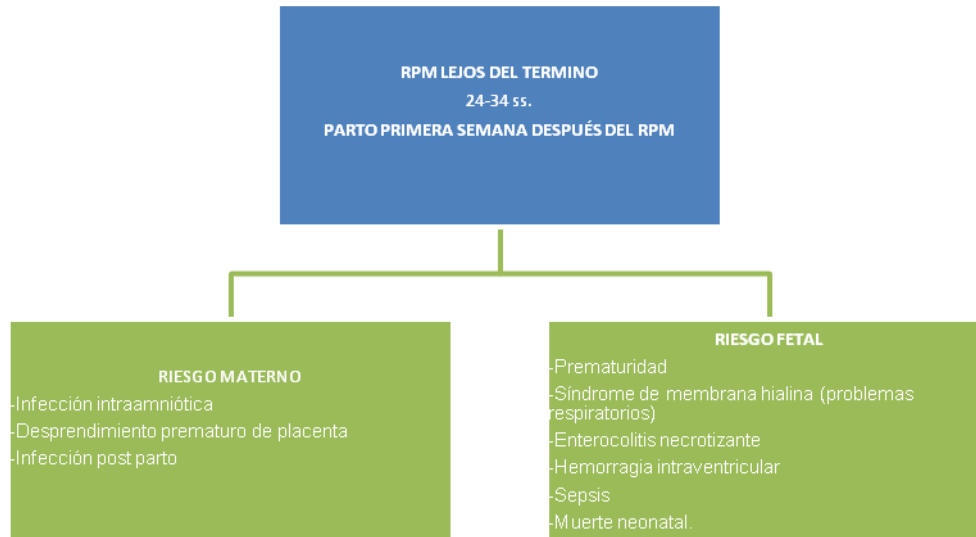 RPM LEJOS DEL TERMINO
24-34 ss.
PARTO PRIMERA SEMANA DESPUÉS DEL RPM
RIESGO MATERNO
-Infección intraamniótica
-Desprendimiento prematuro de placenta
-Infección post parto
RIESGO FETAL
-Prematuridad
-Síndrome de membrana hialina (problemas
respiratorios)
-Enterocolitis necrotizante
-Hemorragia intraventricular
-Sepsis
-Muerte neonatal.